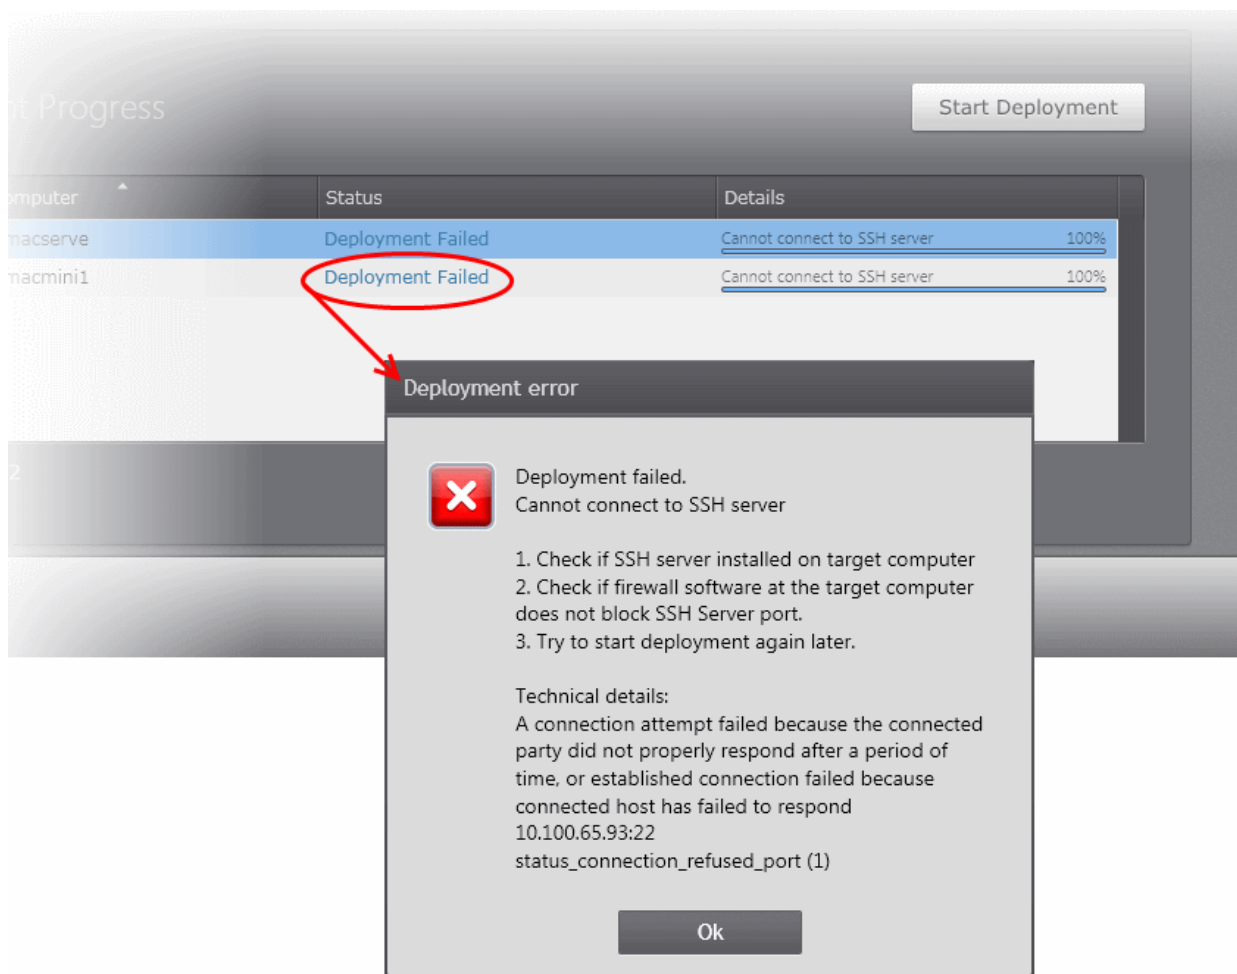 nt Progress
Start Deployment
omputer Status Details
macserve Deployment Failed Cannot connect to SSH server 100%
macmini1 Deployment Failed Cannot connect to SSH server 100%
Deployment error
2
Deployment failed.
Cannot connect to SSH server
1. Check if SSH server installed on target computer
2. Check if firewall software at the target computer
does not block SSH Server port.
3. Try to start deployment again later.
Technical details:
A connection attempt failed because the connected
party did not properly respond after a period of
time, or established connection failed because
connected host has failed to respond
10.100.65.93:22
status_connection_refused_port (1)
Ok